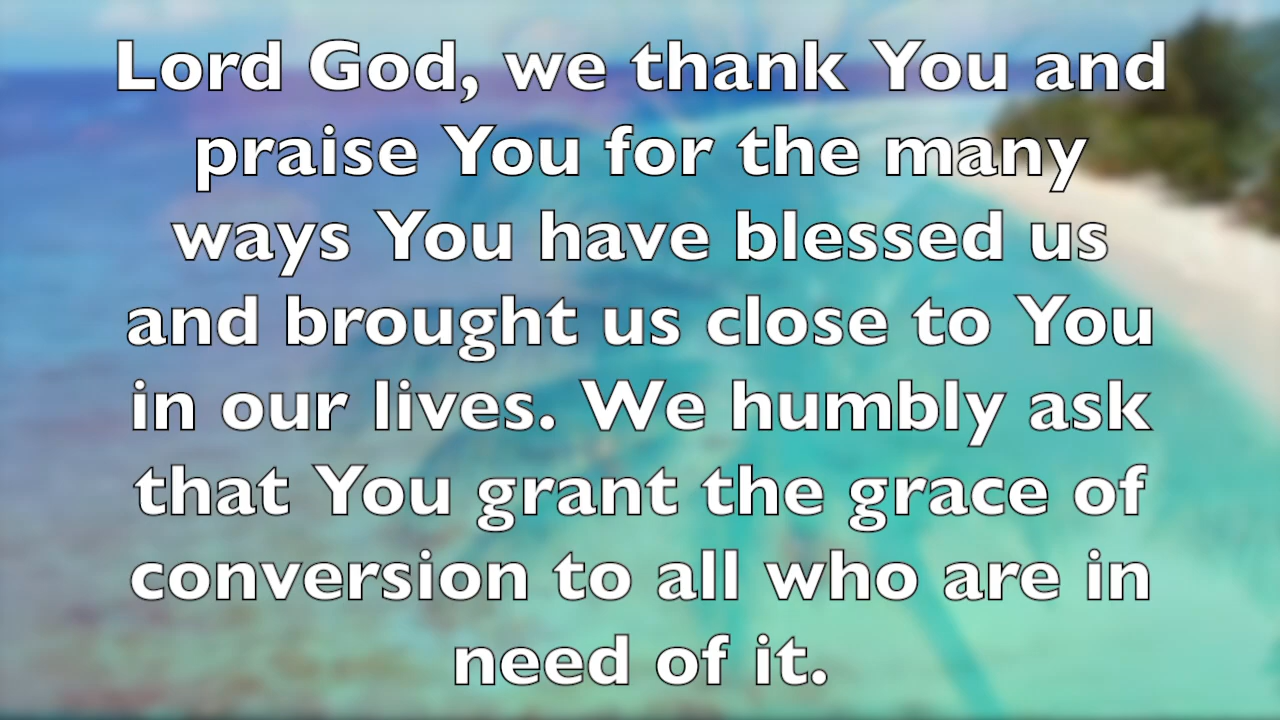 Lord God, we thank You and
praise You for the many
ways You have blessed us
and brought us close to You
in our lives. We humbly ask
that You grant the grace of
conversion to all who are in
need of it.